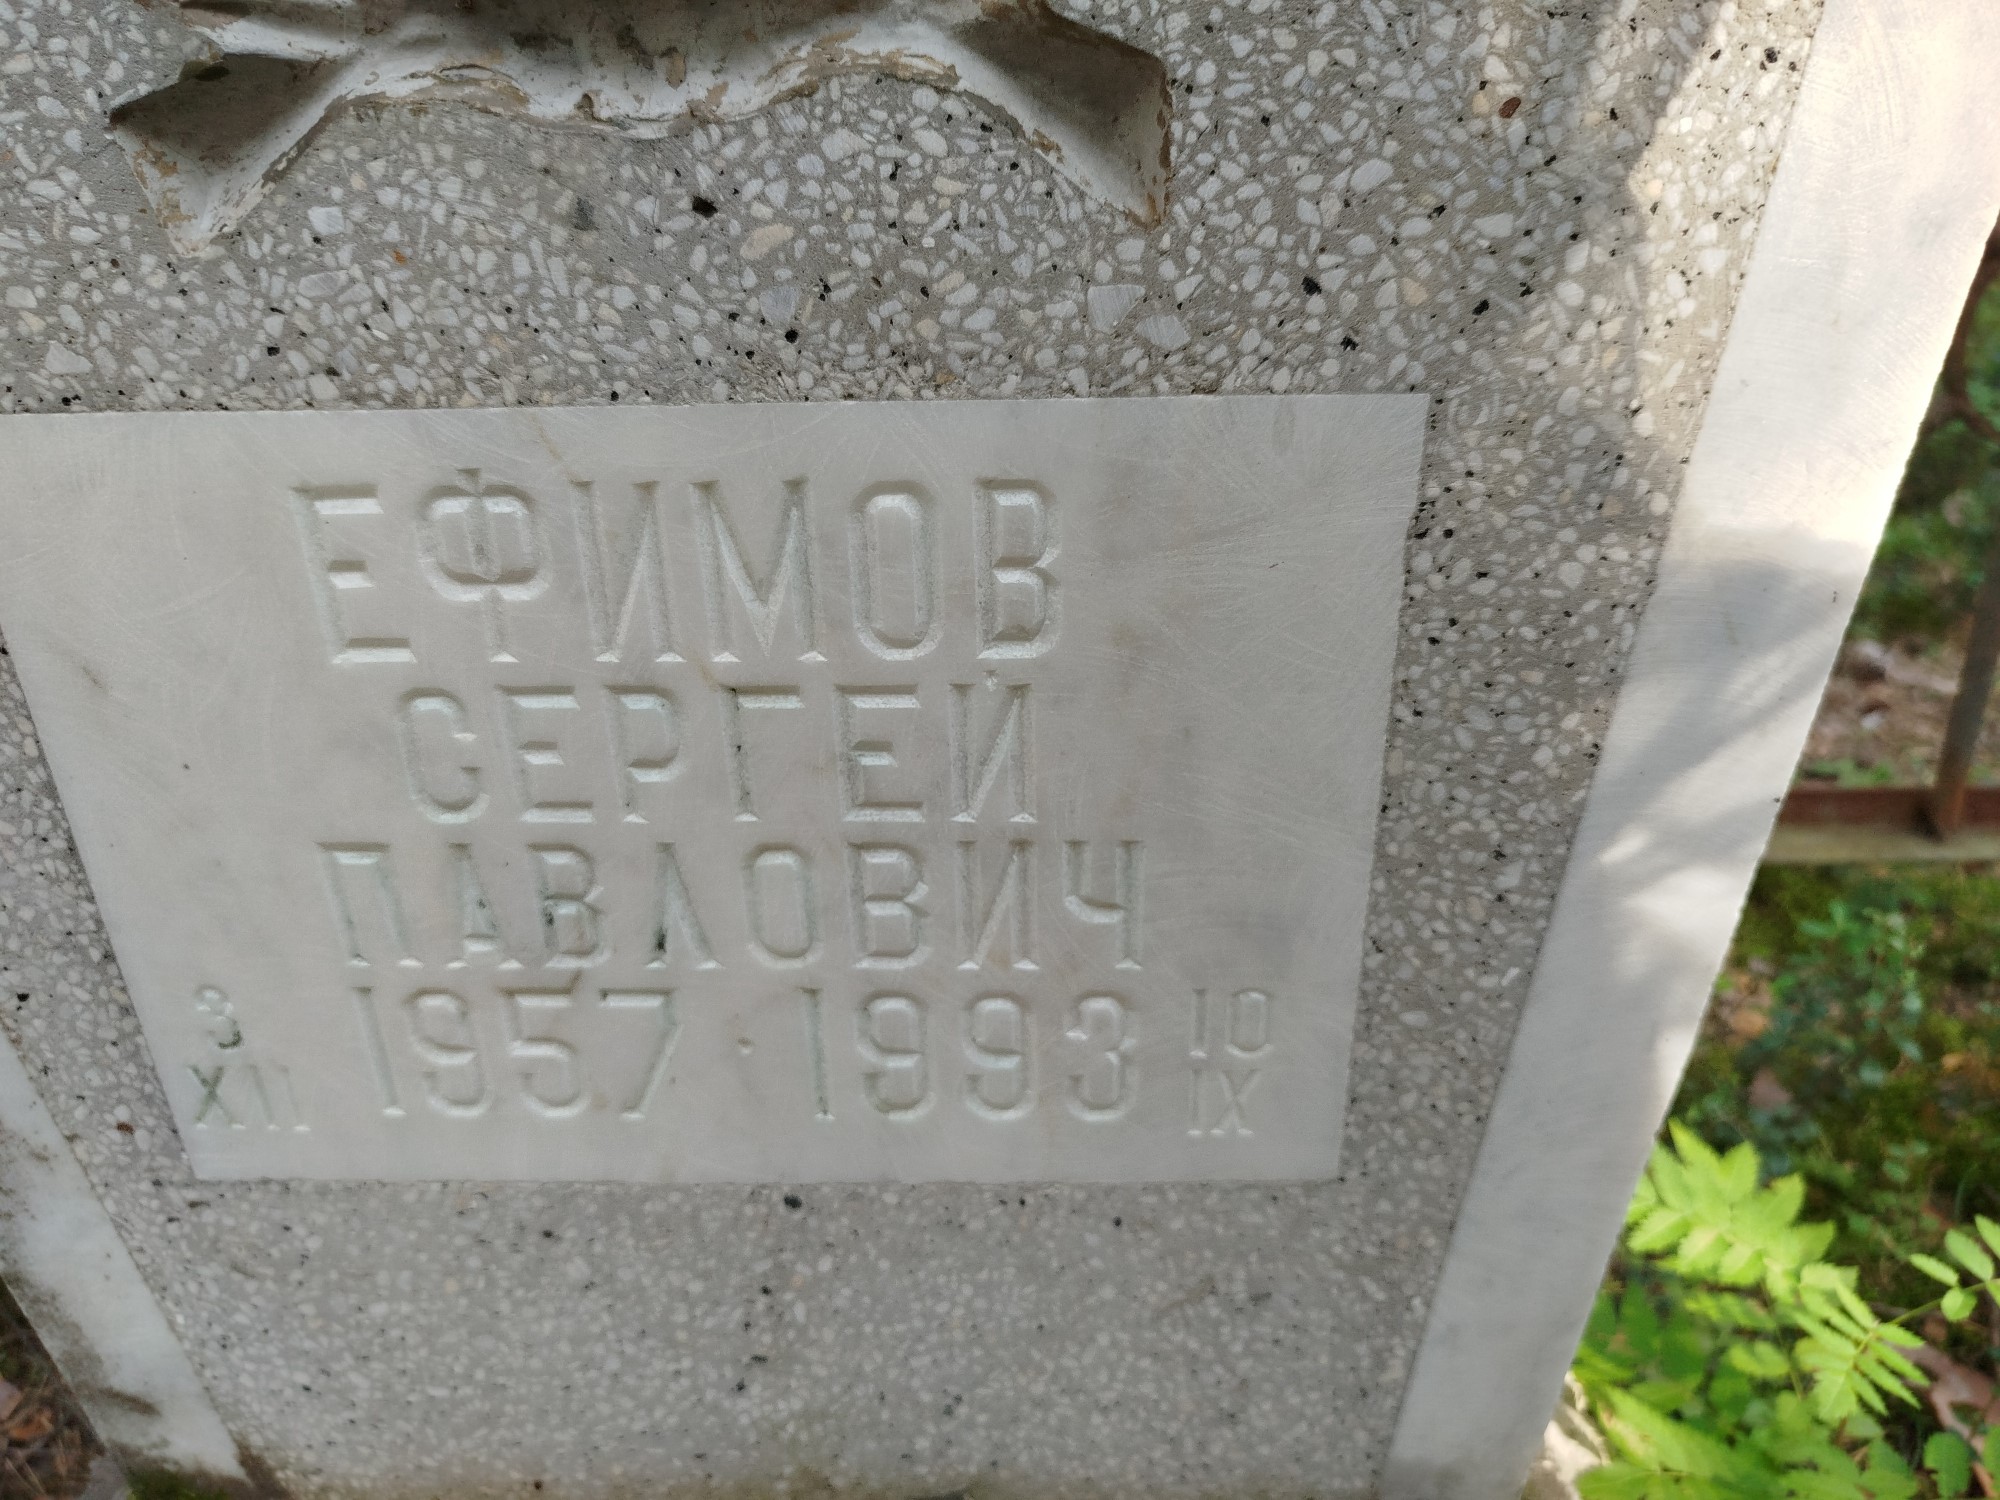 ЕФИМОВ
СЕРГЕЙ
ПАВЛОВИЧ
3 XII 1957 · 1993 10 IX